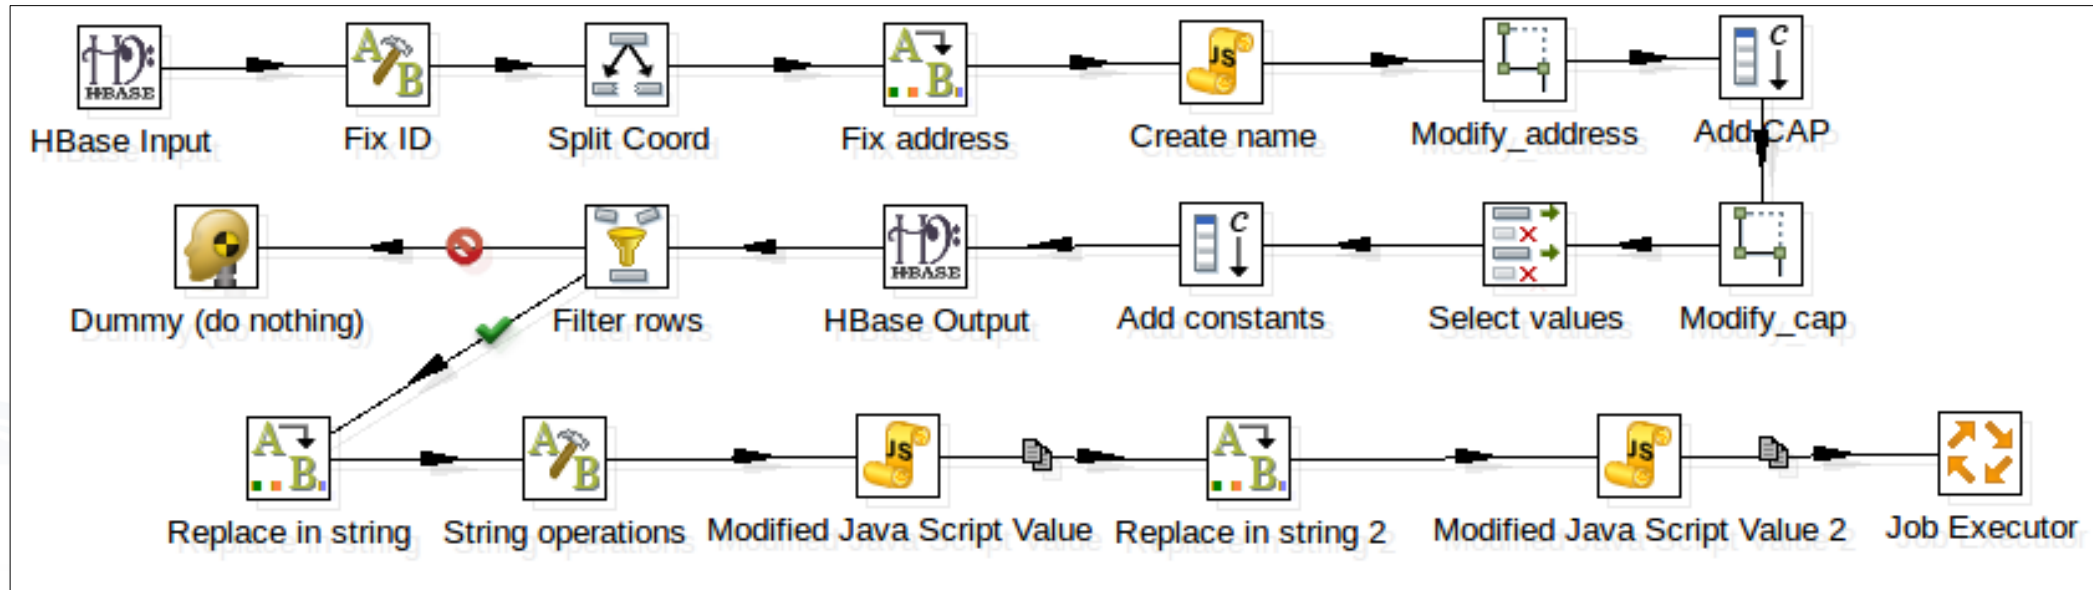 HBase Input
Fix ID
Split Coord
Fix address
Create name
Modify_address
Add CAP
Dummy (do nothing)
Filter rows
HBase Output
Add constants
Select values
Modify_cap
Replace in string
String operations
Modified Java Script Value
Replace in string 2
Modified Java Script Value 2
Job Executor